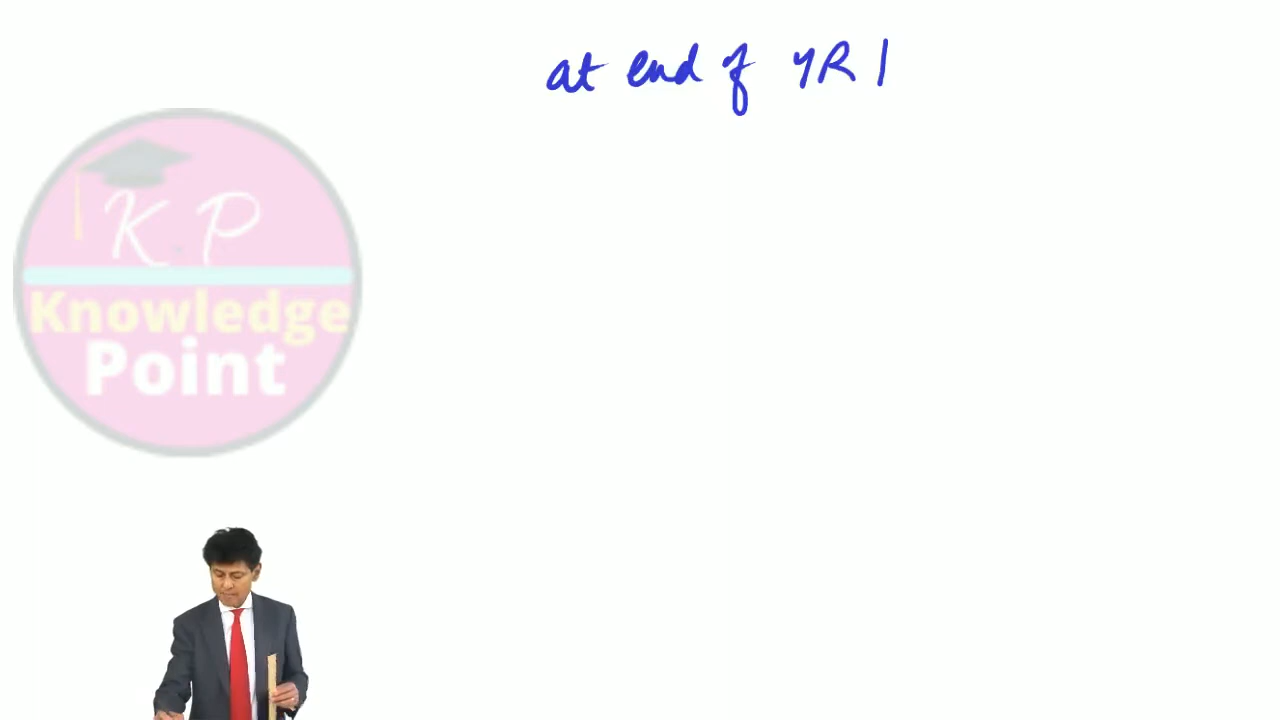 at end of YR 1
K.P
Knowledge
Point